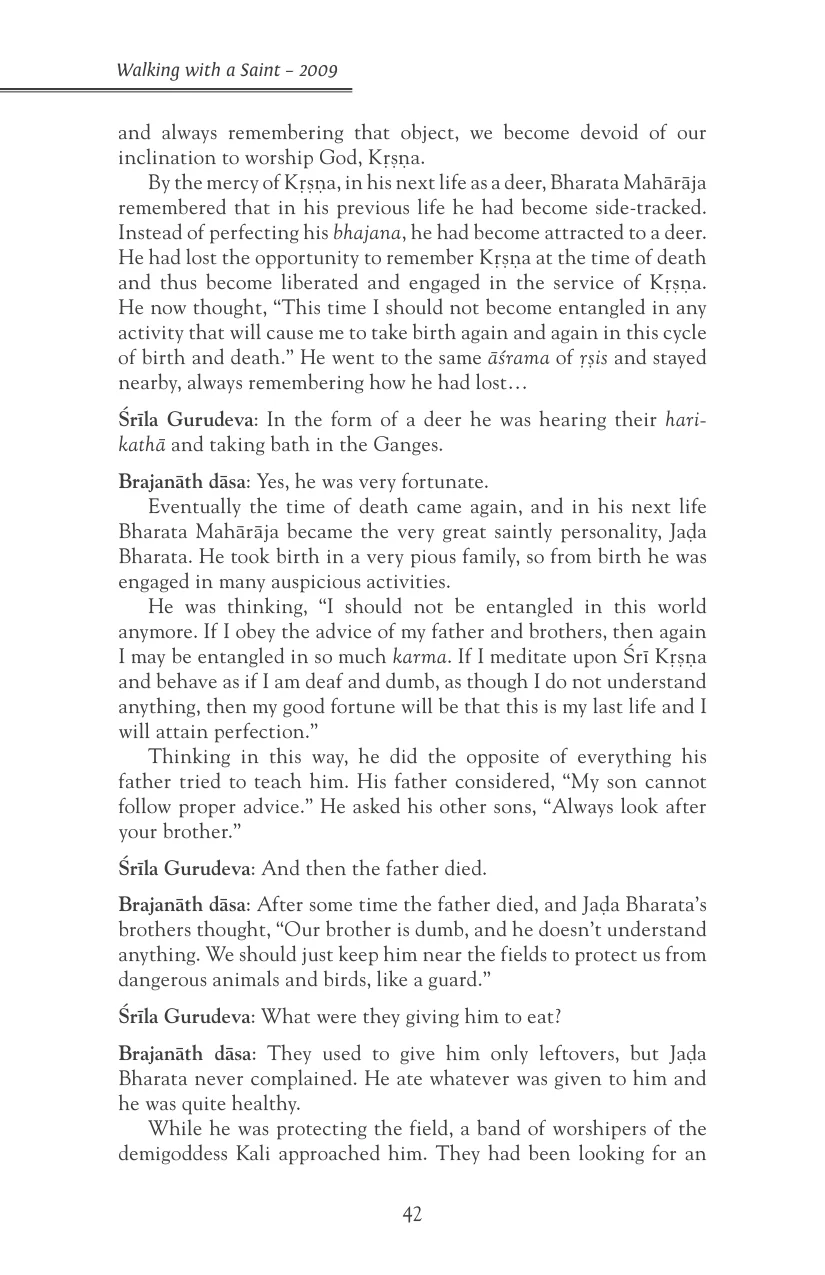 Walking with a Saint – 2009
and always remembering that object, we become devoid of our
inclination to worship God, Kṛṣṇa.
By the mercy of Kṛṣṇa, in his next life as a deer, Bharata Mahārāja
remembered that in his previous life he had become side-tracked.
Instead of perfecting his bhajana, he had become attracted to a deer.
He had lost the opportunity to remember Kṛṣṇa at the time of death
and thus become liberated and engaged in the service of Kṛṣṇa.
He now thought, “This time I should not become entangled in any
activity that will cause me to take birth again and again in this cycle
of birth and death.” He went to the same āśrama of ṛṣis and stayed
nearby, always remembering how he had lost…
Śrīla Gurudeva: In the form of a deer he was hearing their hari-
kathā and taking bath in the Ganges.
Brajanāth dāsa: Yes, he was very fortunate.
Eventually the time of death came again, and in his next life
Bharata Mahārāja became the very great saintly personality, Jaḍa
Bharata. He took birth in a very pious family, so from birth he was
engaged in many auspicious activities.
He was thinking, “I should not be entangled in this world
anymore. If I obey the advice of my father and brothers, then again
I may be entangled in so much karma. If I meditate upon Śrī Kṛṣṇa
and behave as if I am deaf and dumb, as though I do not understand
anything, then my good fortune will be that this is my last life and I
will attain perfection.”
Thinking in this way, he did the opposite of everything his
father tried to teach him. His father considered, “My son cannot
follow proper advice.” He asked his other sons, “Always look after
your brother.”
Śrīla Gurudeva: And then the father died.
Brajanāth dāsa: After some time the father died, and Jaḍa Bharata’s
brothers thought, “Our brother is dumb, and he doesn’t understand
anything. We should just keep him near the fields to protect us from
dangerous animals and birds, like a guard.”
Śrīla Gurudeva: What were they giving him to eat?
Brajanāth dāsa: They used to give him only leftovers, but Jaḍa
Bharata never complained. He ate whatever was given to him and
he was quite healthy.
While he was protecting the field, a band of worshipers of the
demigoddess Kali approached him. They had been looking for an
42